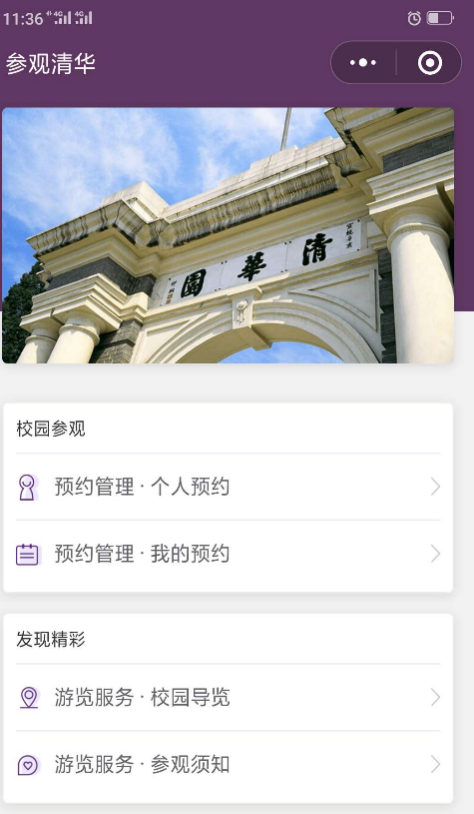 11:36
参观清华
清華園
校园参观
预约管理 · 个人预约
预约管理 · 我的预约
发现精彩
游览服务 · 校园导览
游览服务 · 参观须知